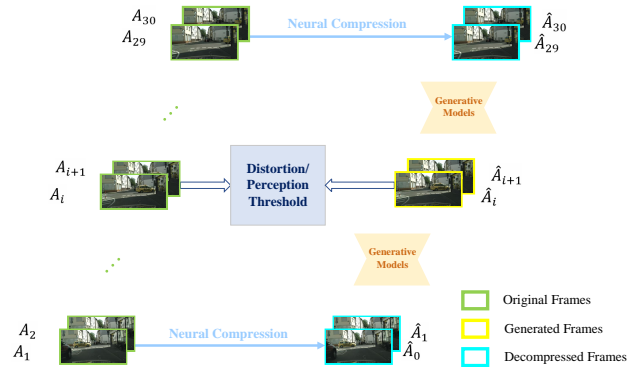 A₃₀
A₂₉
Neural Compression
Â₃₀
Â₂₉
Generative
Models
Aᵢ₊₁
Aᵢ
Distortion/
Perception
Threshold
Âᵢ₊₁
Âᵢ
Generative
Models
A₂
A₁
Neural Compression
Â₁
Â₀
Original Frames
Generated Frames
Decompressed Frames